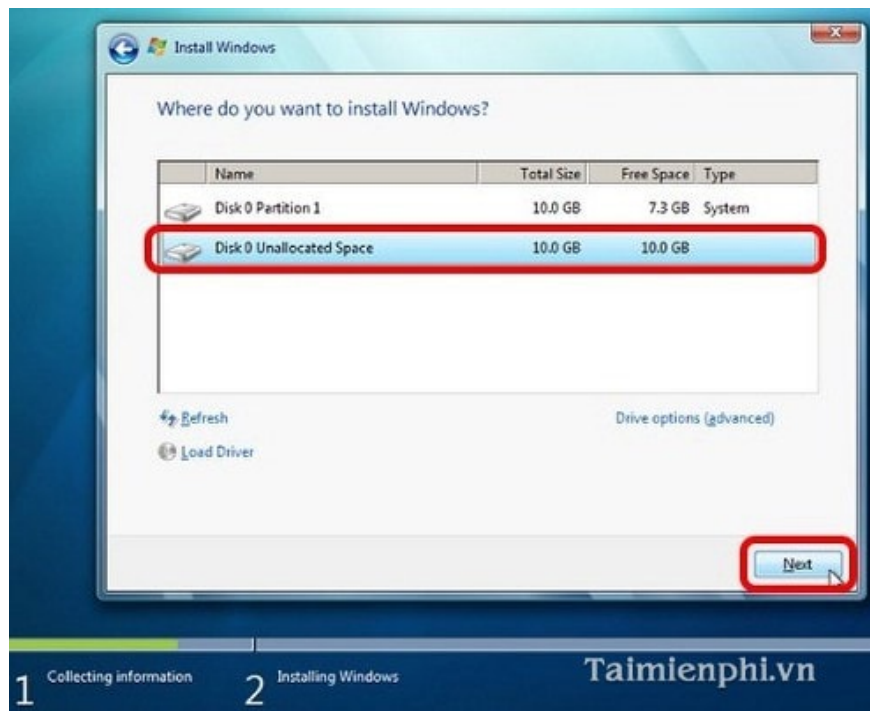 Install Windows
Where do you want to install Windows?
Name Total Size Free Space Type
Disk 0 Partition 1 10.0 GB 7.3 GB System
Disk 0 Unallocated Space 10.0 GB 10.0 GB
Refresh Drive options (advanced)
Load Driver
Next
1 Collecting information 2 Installing Windows
Taimienphi.vn